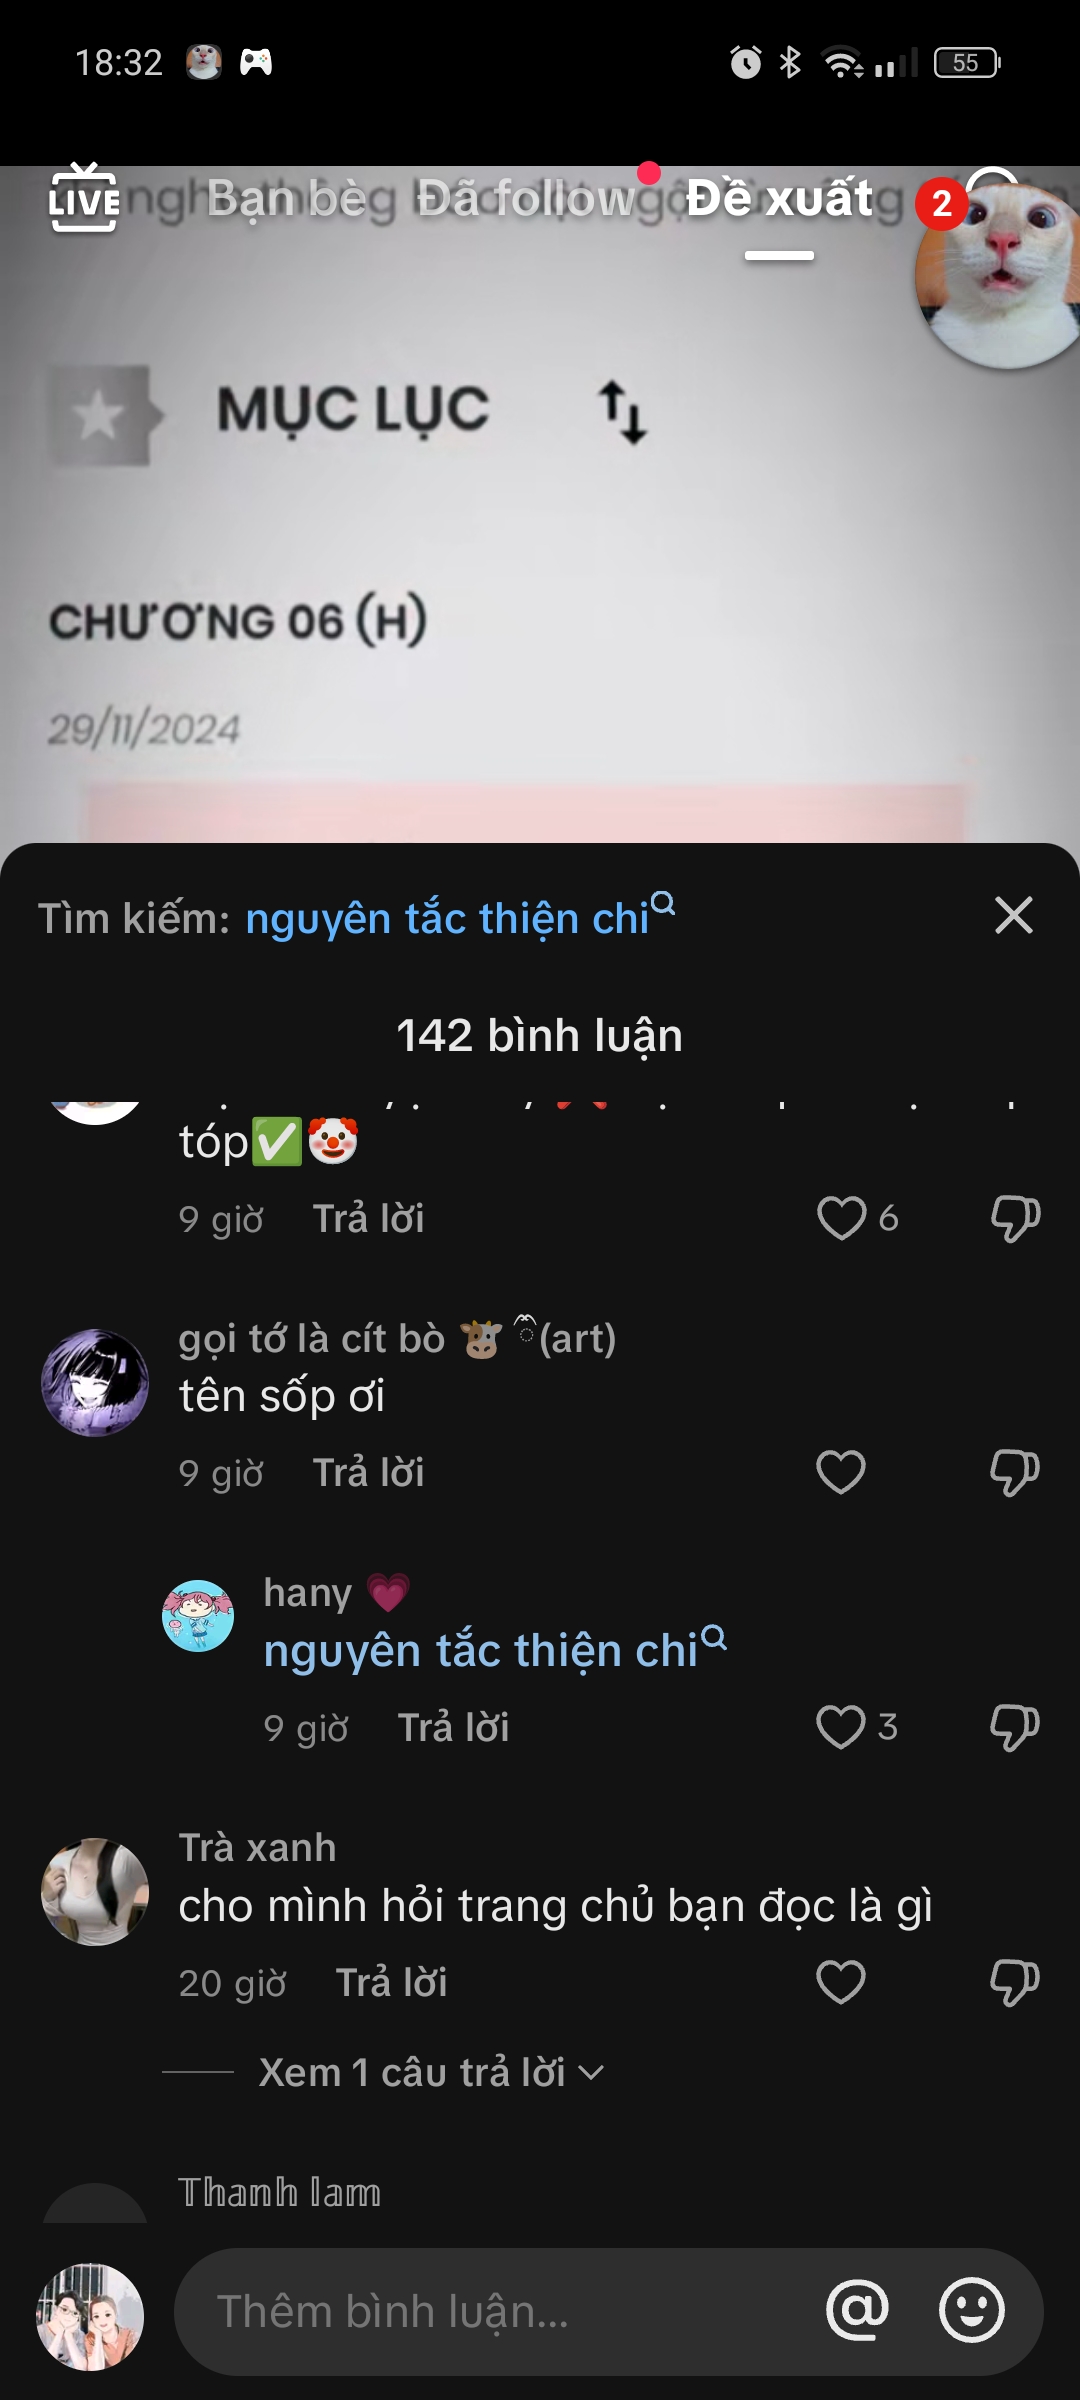 18:32
55
LIVE
Bạn bè
Đã follow
Đề xuất
2
MỤC LỤC
CHƯƠNG 06 (H)
29/11/2024
Tìm kiếm: nguyên tắc thiện chi
142 bình luận
tóp✅🤡
9 giờ Trả lời 6
gọi tớ là cít bò 🐮 (art)
tên sốp ơi
9 giờ Trả lời
hany 💗
nguyên tắc thiện chi
9 giờ Trả lời 3
Trà xanh
cho mình hỏi trang chủ bạn đọc là gì
20 giờ Trả lời
Xem 1 câu trả lời
𝕋𝕙𝕒𝕟𝕙 𝕝𝕒𝕞
Thêm bình luận...